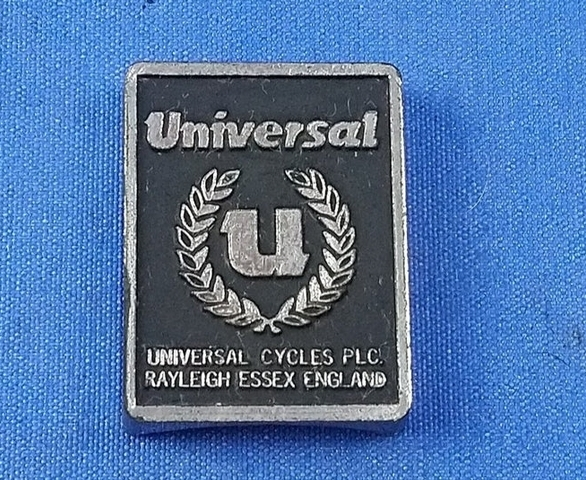 Universal
u
UNIVERSAL CYCLES PLC.
RAYLEIGH ESSEX ENGLAND